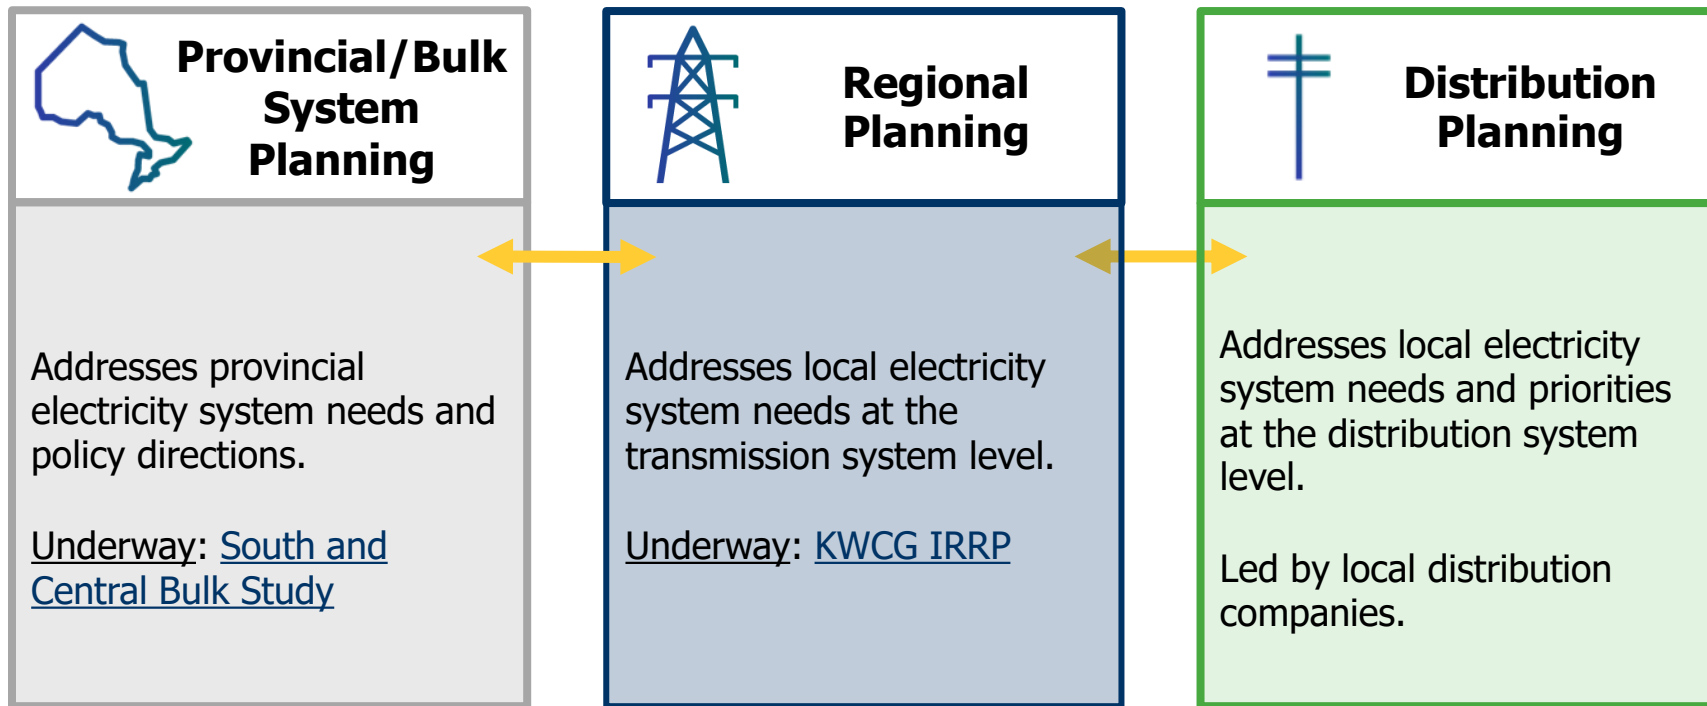 Provincial/Bulk
System
Planning
Addresses provincial
electricity system needs and
policy directions.
Underway: South and
Central Bulk Study
Regional
Planning
Addresses local electricity
system needs at the
transmission system level.
Underway: KWCG IRRP
Distribution
Planning
Addresses local electricity
system needs and priorities
at the distribution system
level.
Led by local distribution
companies.